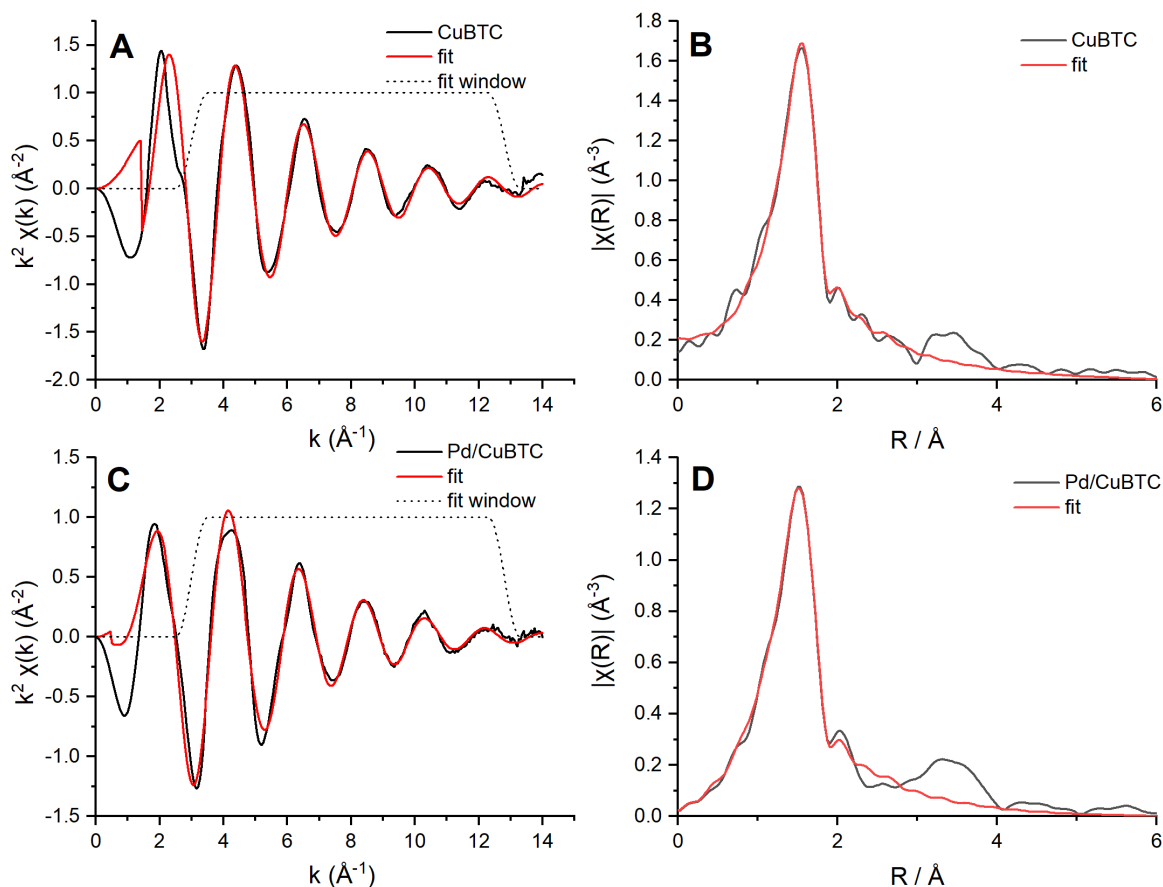 A
CuBTC
fit
fit window
1.5
1.0
0.5
0.0
-0.5
-1.0
-1.5
-2.0
k² χ(k) (Å⁻²)
0 2 4 6 8 10 12 14
k (Å⁻¹)
B
CuBTC
fit
1.8
1.6
1.4
1.2
1.0
0.8
0.6
0.4
0.2
0.0
|χ(R)| (Å⁻³)
0 2 4 6
R / Å
C
Pd/CuBTC
fit
fit window
1.5
1.0
0.5
0.0
-0.5
-1.0
-1.5
k² χ(k) (Å⁻²)
0 2 4 6 8 10 12 14
k (Å⁻¹)
D
Pd/CuBTC
fit
1.4
1.2
1.0
0.8
0.6
0.4
0.2
0.0
|χ(R)| (Å⁻³)
0 2 4 6
R / Å